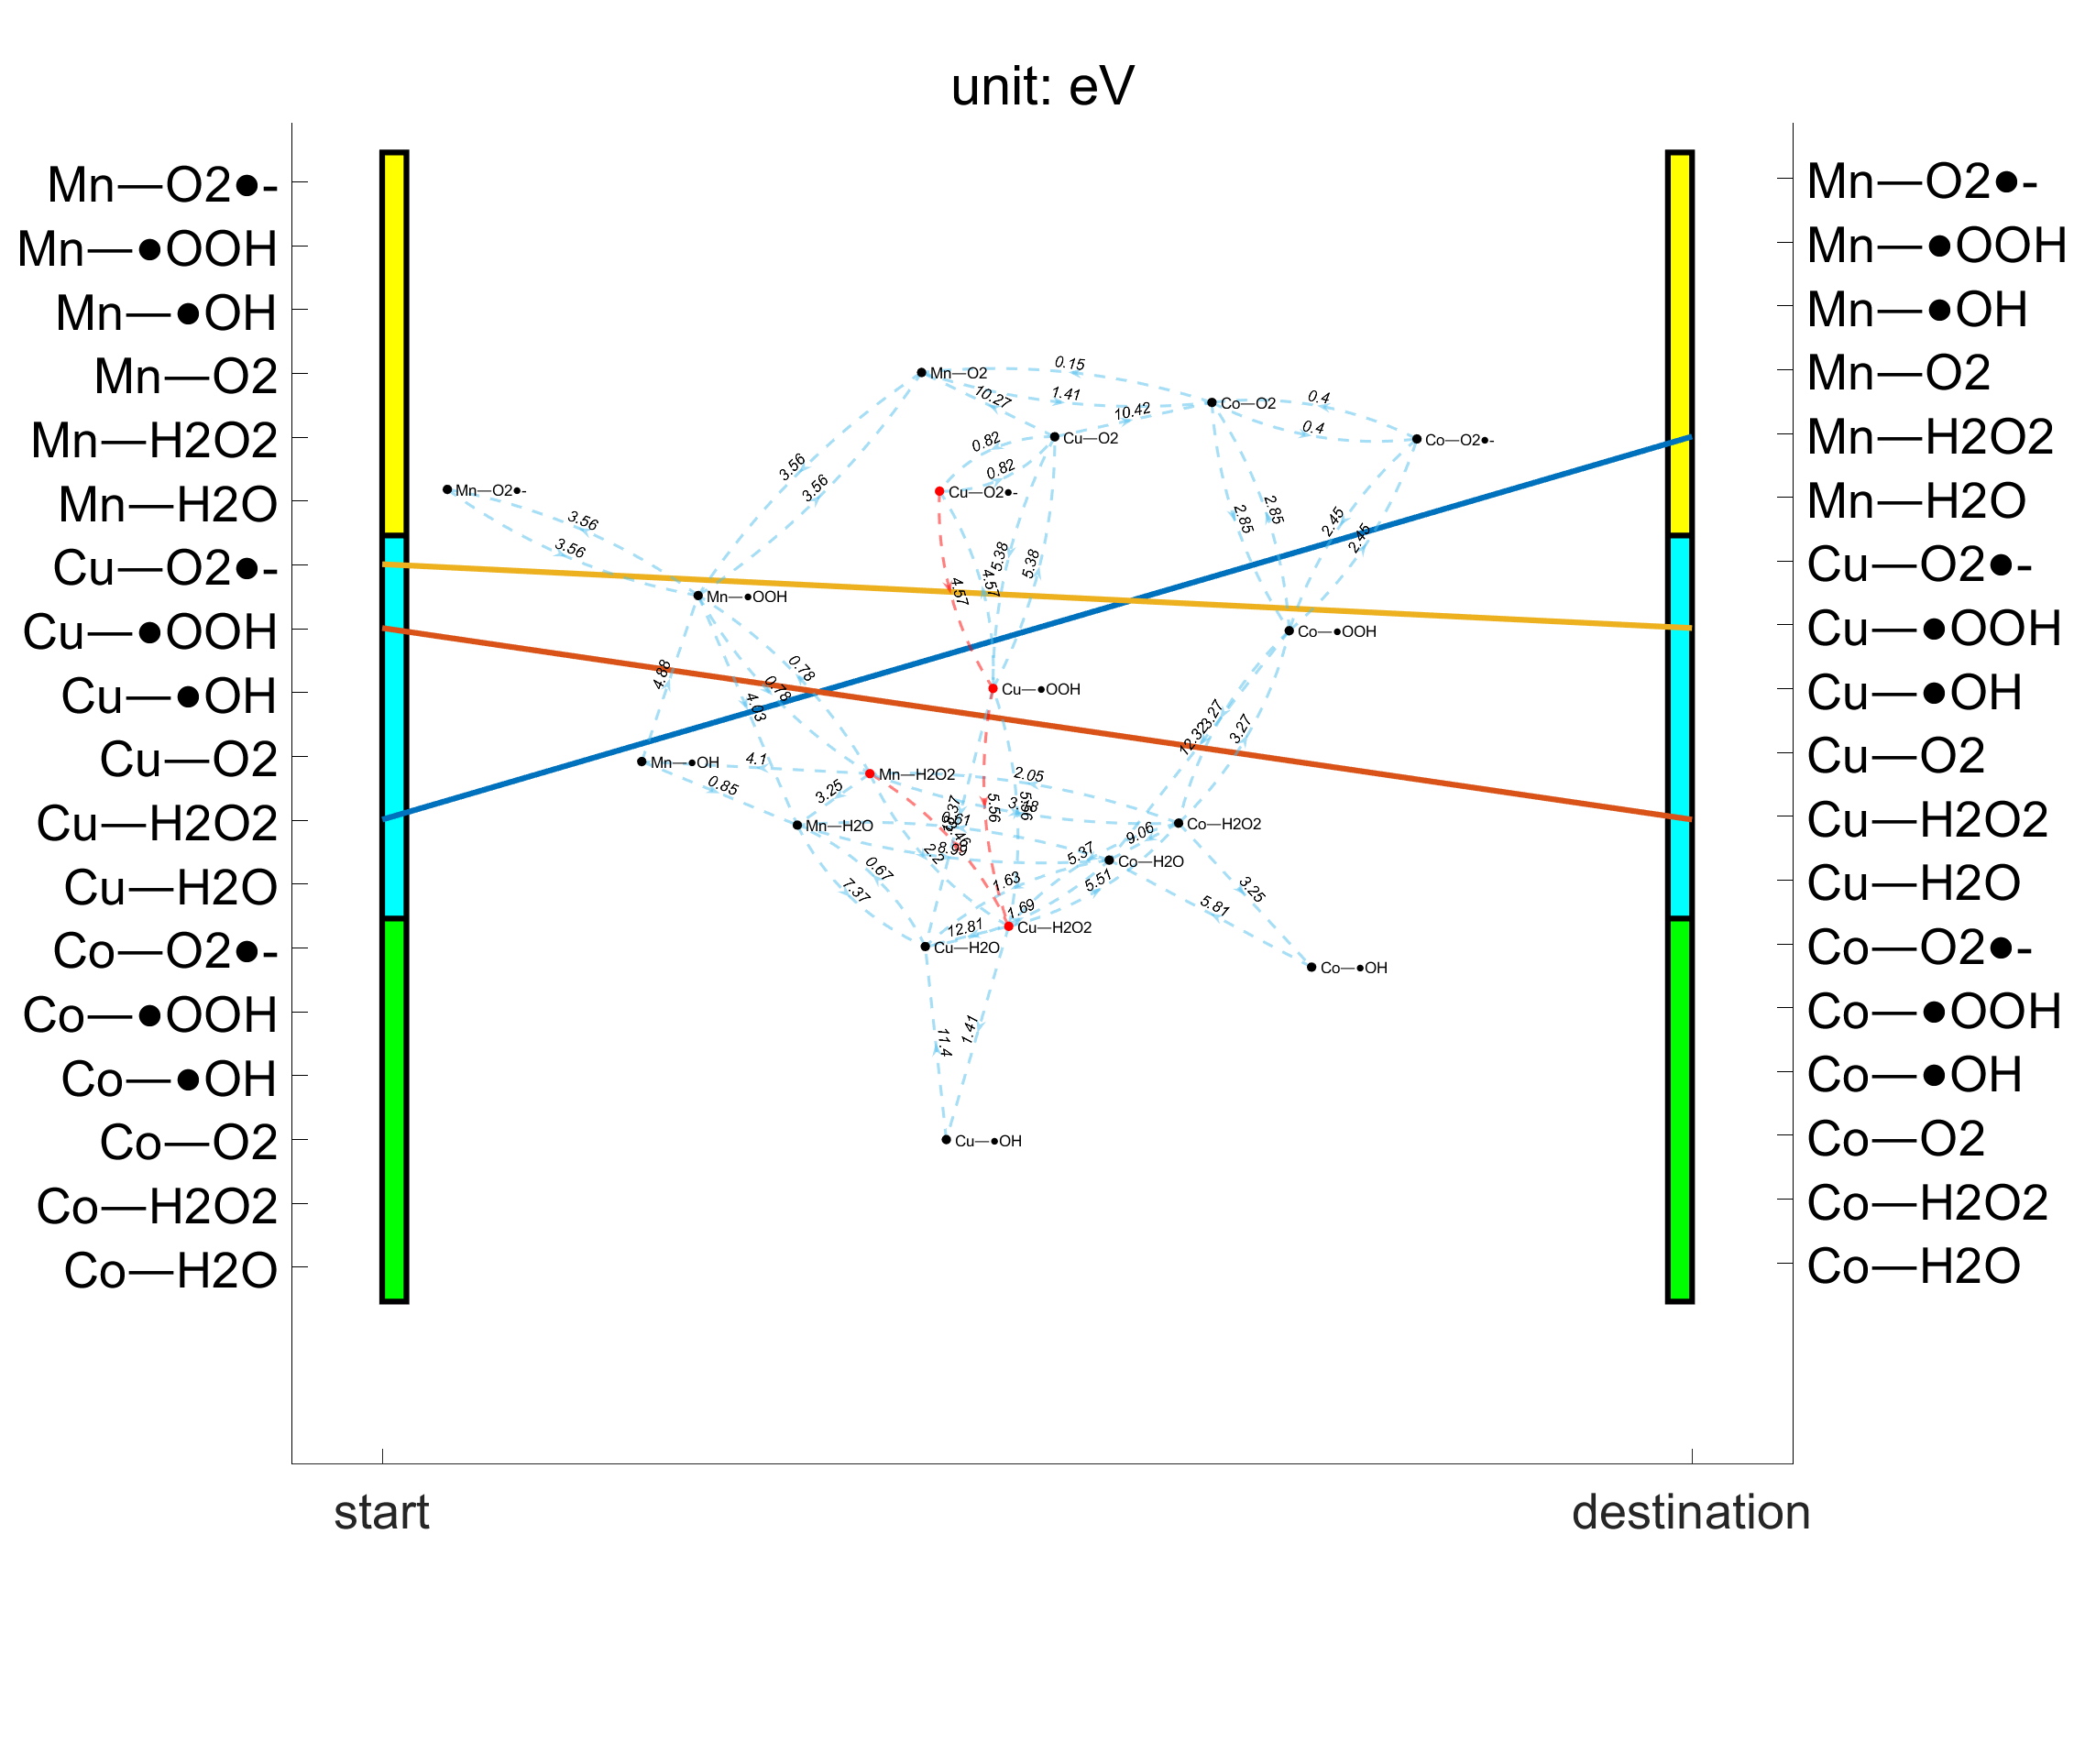 unit: eV
Mn—O2●-
Mn—●OOH
Mn—●OH
Mn—O2
Mn—H2O2
Mn—H2O
Cu—O2●-
Cu—●OOH
Cu—●OH
Cu—O2
Cu—H2O2
Cu—H2O
Co—O2●-
Co—●OOH
Co—●OH
Co—O2
Co—H2O2
Co—H2O
0.15
Mn—O2
10.27
1.41
10.42
Co—O2
0.4
0.4
Co—O2●-
Cu—O2
0.82
0.82
3.56
3.56
Mn—O2●-
Cu—O2●-
3.56
3.56
2.85
2.85
2.45
2.45
5.38
5.38
4.57
4.57
Mn—●OOH
Co—●OOH
4.88
4.03
0.78
0.78
Cu—●OOH
12.32
3.27
3.27
Mn—●OH
4.1
0.85
3.25
Mn—H2O2
2.05
5.56
5.56
Mn—H2O
Co—H2O2
9.06
6.61
8.99
2.2
5.37
5.51
Co—H2O
0.67
7.37
1.63
1.69
3.25
5.81
12.81
Cu—H2O2
Cu—H2O
Co—●OH
11.4
1.41
Cu—●OH
Mn—O2●-
Mn—●OOH
Mn—●OH
Mn—O2
Mn—H2O2
Mn—H2O
Cu—O2●-
Cu—●OOH
Cu—●OH
Cu—O2
Cu—H2O2
Cu—H2O
Co—O2●-
Co—●OOH
Co—●OH
Co—O2
Co—H2O2
Co—H2O
start
destination